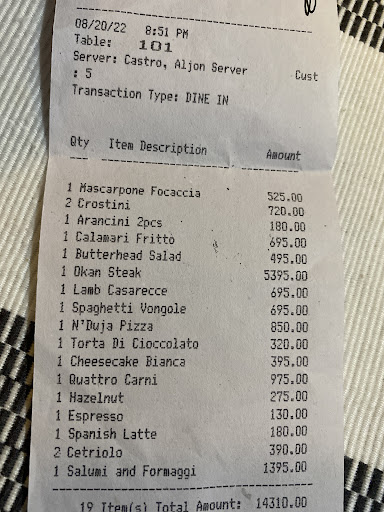 08/20/22 8:51 PM
Table: 101
Server: Castro, Aljon Server Cust
: 5
Transaction Type: DINE IN
Qty Item Description Amount
1 Mascarpone Focaccia 525.00
2 Crostini 720.00
1 Arancini 2pcs 180.00
1 Calamari Fritto 695.00
1 Butterhead Salad 495.00
1 Okan Steak 5395.00
1 Lamb Casarecce 695.00
1 Spaghetti Vongole 695.00
1 N'Duja Pizza 850.00
1 Torta Di Cioccolato 320.00
1 Cheesecake Bianca 395.00
1 Quattro Carni 975.00
1 Hazelnut 275.00
1 Espresso 130.00
1 Spanish Latte 180.00
2 Cetriolo 390.00
1 Salumi and Formaggi 1395.00
19 Item(s) Total Amount: 14310.00